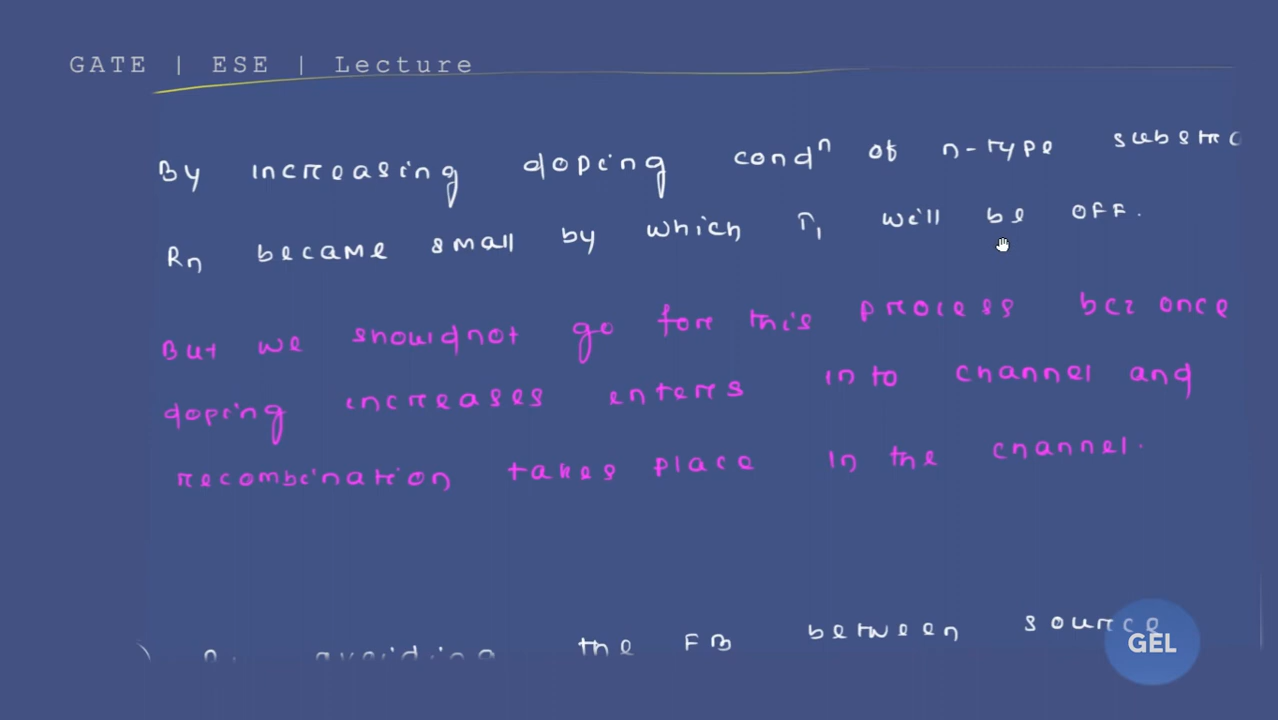 GATE | ESE | Lecture
By increasing doping condⁿ of n-type substra
Rn became small by which T1 will be OFF.
But we shouldnot go for this process bcz once
doping increases enters in to channel and
recombination takes place in the channel.
By avoiding the FB between source
GEL